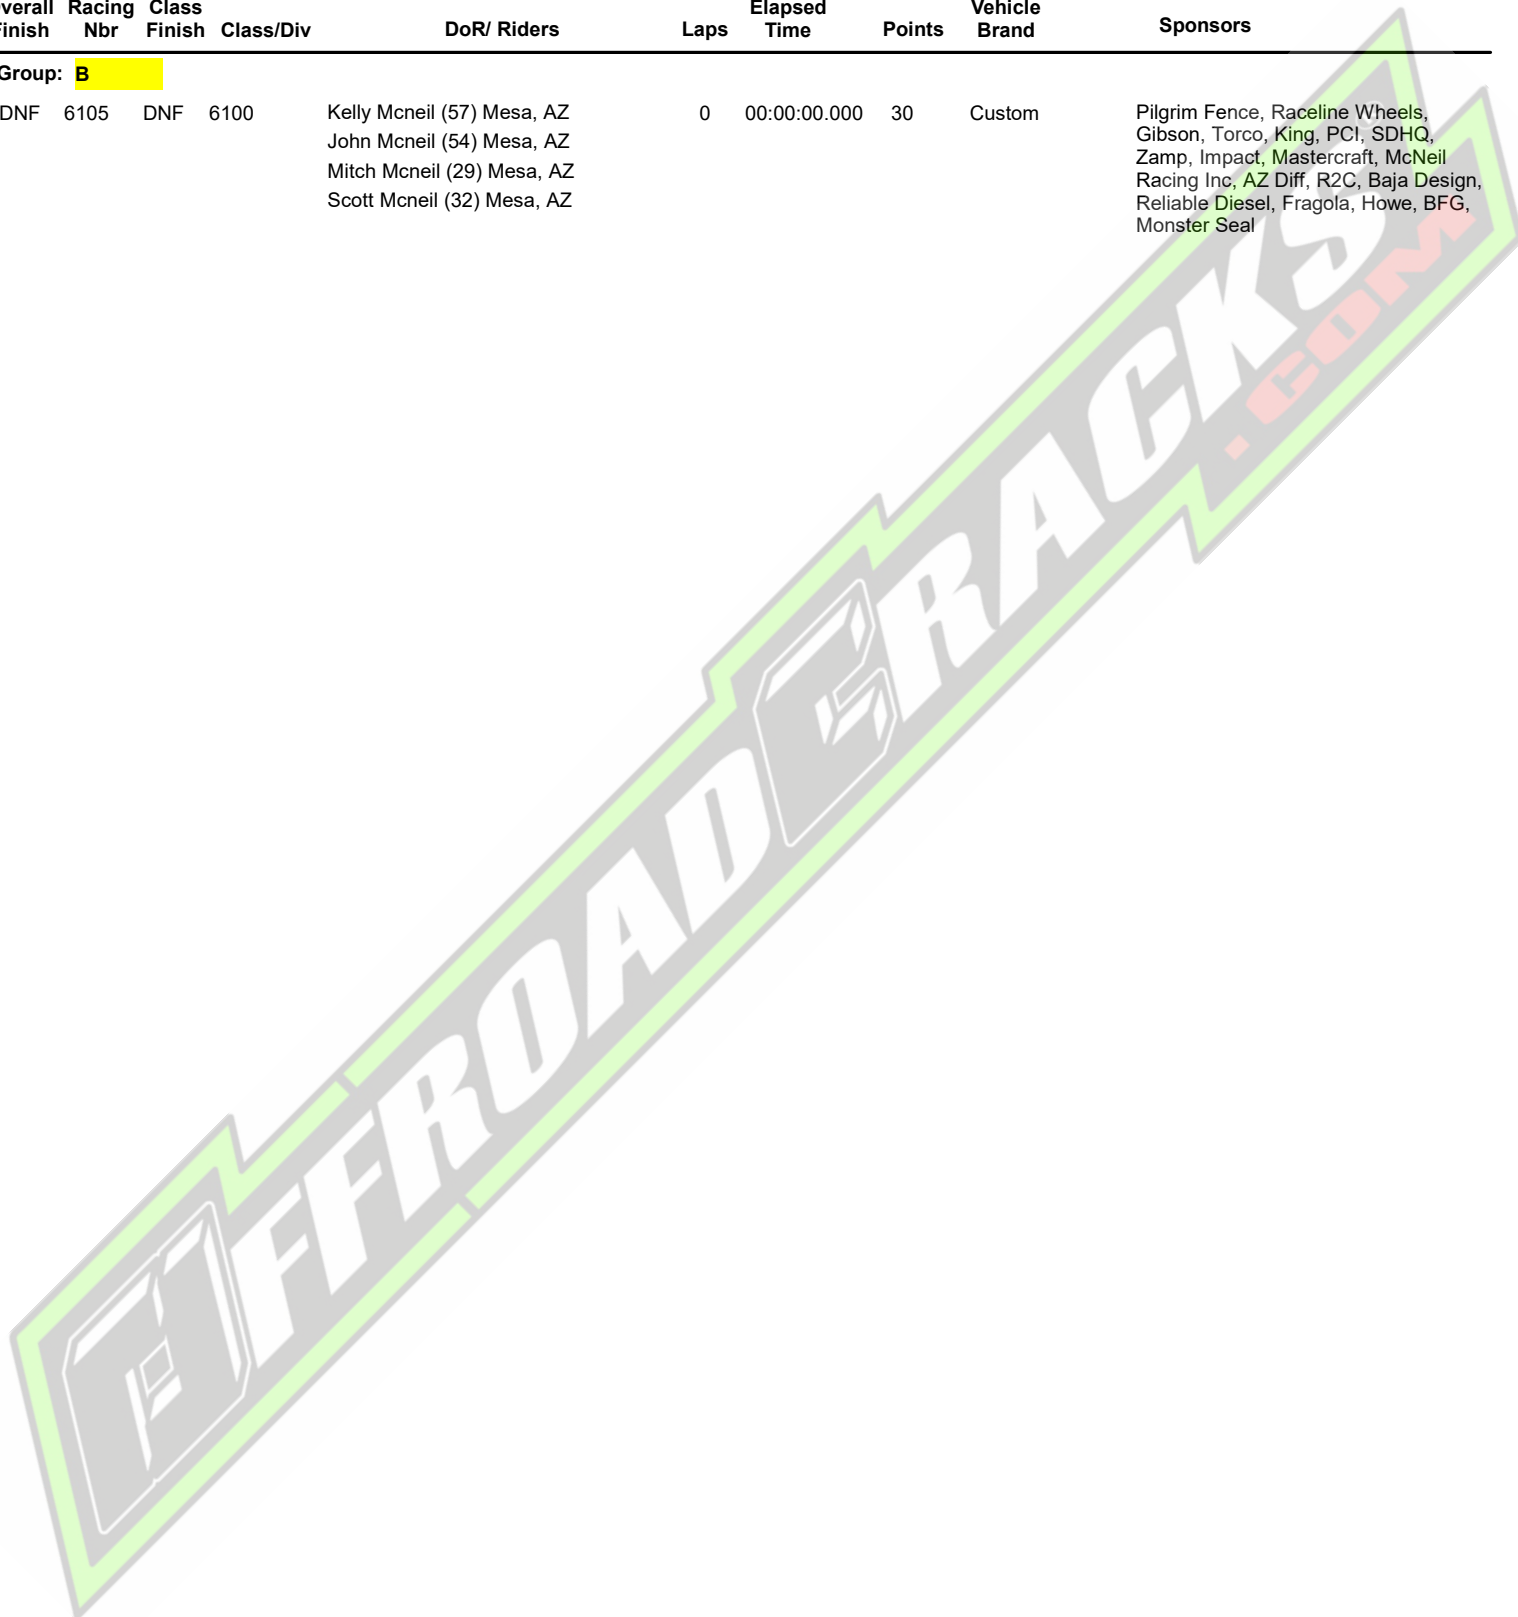 verall Racing Class Elapsed Vehicle
inish Nbr Finish Class/Div DoR/ Riders Laps Time Points Brand Sponsors
Group: B
DNF 6105 DNF 6100 Kelly Mcneil (57) Mesa, AZ 0 00:00:00.000 30 Custom Pilgrim Fence, Raceline Wheels,
John Mcneil (54) Mesa, AZ Gibson, Torco, King, PCI, SDHQ,
Mitch Mcneil (29) Mesa, AZ Zamp, Impact, Mastercraft, McNeil
Racing Inc, AZ Diff, R2C, Baja Design,
Scott Mcneil (32) Mesa, AZ Reliable Diesel, Fragola, Howe, BFG,
Monster Seal
OFFROADCRACKS.COM